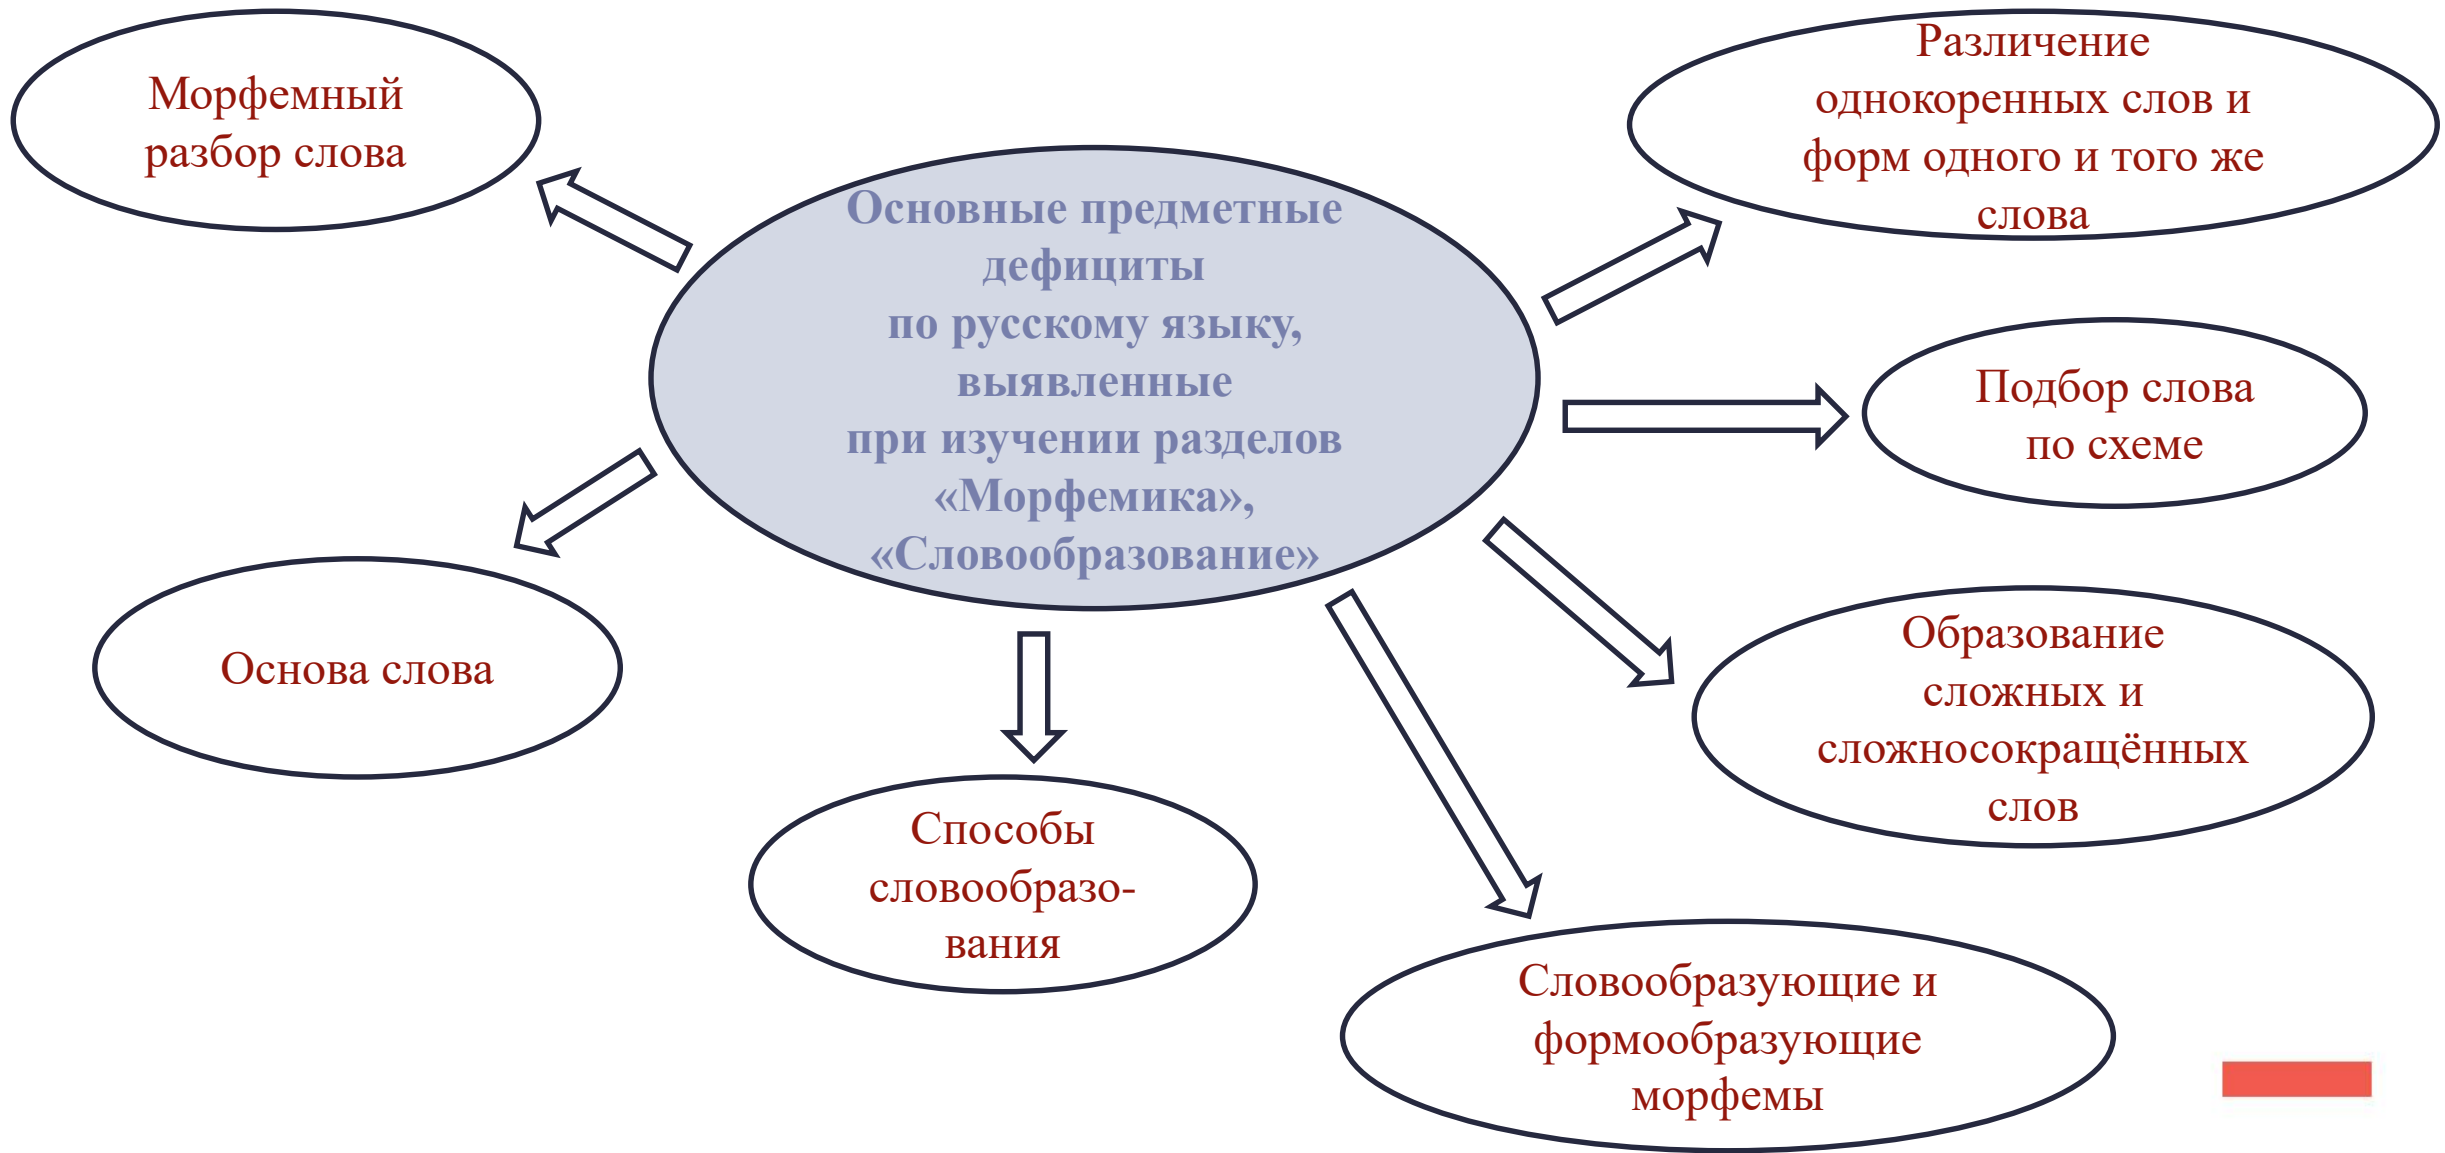 Морфемный
разбор слова
Основные предметные
дефициты
по русскому языку,
выявленные
при изучении разделов
«Морфемика»,
«Словообразование»
Различение
однокоренных слов и
форм одного и того же
слова
Подбор слова
по схеме
Основа слова
Образование
сложных и
сложносокращённых
слов
Способы
словообразо-
вания
Словообразующие и
формообразующие
морфемы